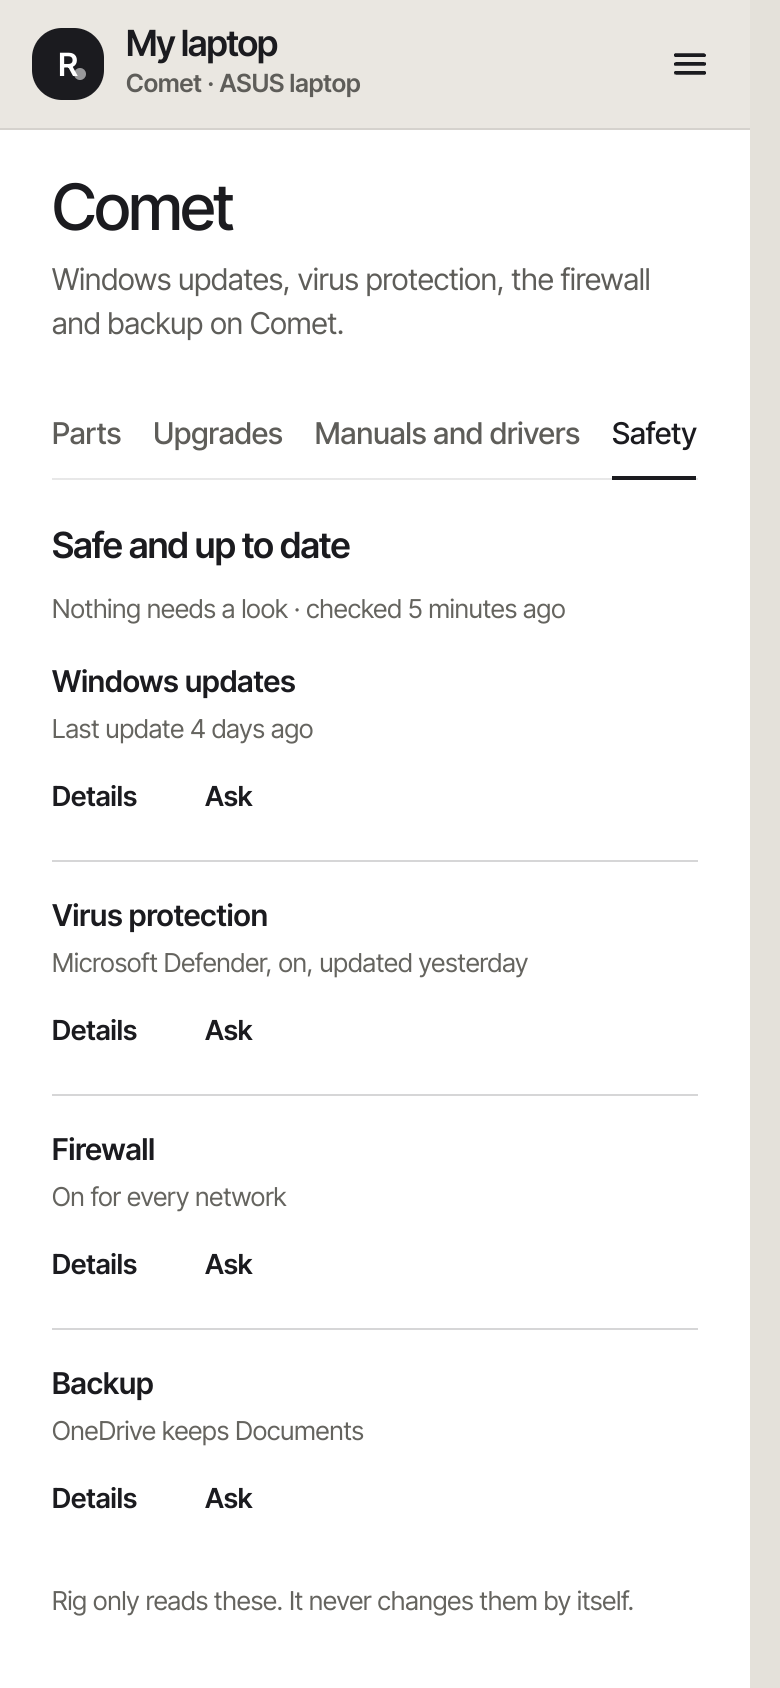 R
My laptop
Comet · ASUS laptop
Comet
Windows updates, virus protection, the firewall
and backup on Comet.
Parts Upgrades Manuals and drivers Safety
Safe and up to date
Nothing needs a look · checked 5 minutes ago
Windows updates
Last update 4 days ago
Details Ask
Virus protection
Microsoft Defender, on, updated yesterday
Details Ask
Firewall
On for every network
Details Ask
Backup
OneDrive keeps Documents
Details Ask
Rig only reads these. It never changes them by itself.